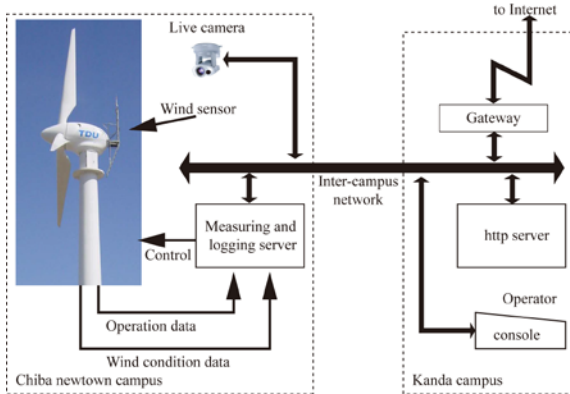 Live camera
to Internet
Wind sensor
TDU
Gateway
Inter-campus
network
Measuring and
logging server
http server
Control
Operator
console
Operation data
Wind condition data
Chiba newtown campus
Kanda campus